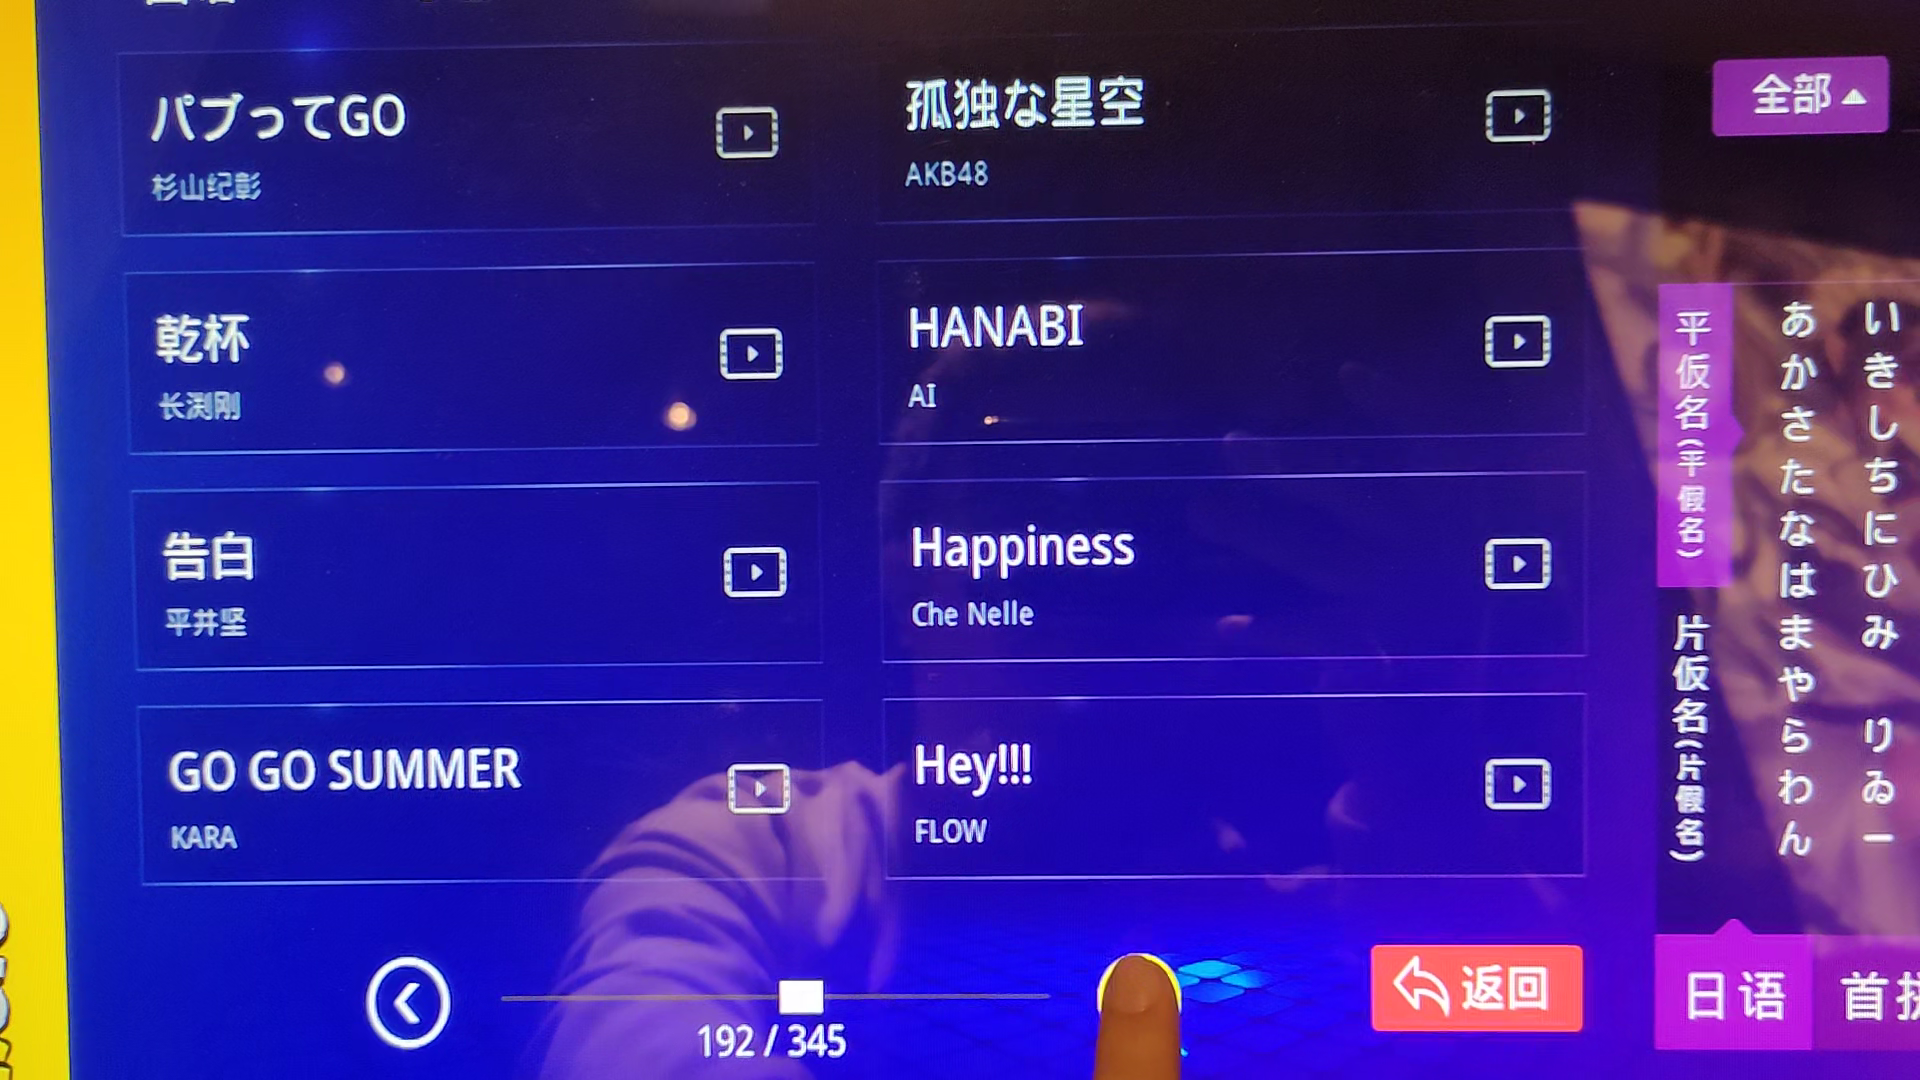 パブってGO
杉山纪彰
孤独な星空
AKB48
乾杯
长渕刚
HANABI
AI
告白
平井坚
Happiness
Che Nelle
GO GO SUMMER
KARA
Hey!!!
FLOW
192 / 345
返回
全部
平仮名(平假名)
片仮名(片假名)
あかさたなはまやらわん
いきしちにひみ りゐー
日语
首